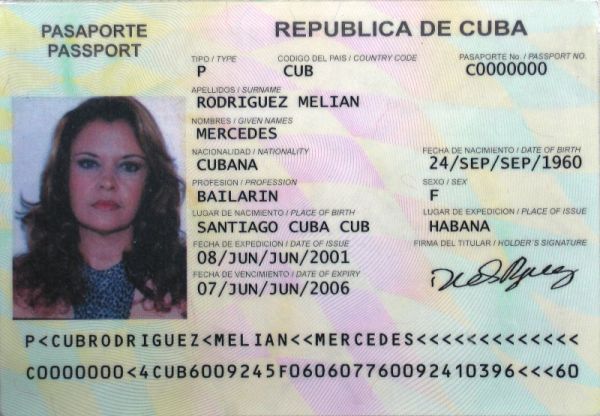 PASAPORTE
PASSPORT
REPUBLICA DE CUBA
TIPO / TYPE CODIGO DEL PAIS / COUNTRY CODE PASAPORTE No. / PASSPORT NO.
P CUB C0000000
APELLIDOS / SURNAME
RODRIGUEZ MELIAN
NOMBRES / GIVEN NAMES
MERCEDES
NACIONALIDAD / NATIONALITY FECHA DE NACIMIENTO / DATE OF BIRTH
CUBANA 24/SEP/SEP/1960
PROFESION / PROFESSION SEXO / SEX
BAILARIN F
LUGAR DE NACIMIENTO / PLACE OF BIRTH LUGAR DE EXPEDICION / PLACE OF ISSUE
SANTIAGO CUBA CUB HABANA
FECHA DE EXPEDICION / DATE OF ISSUE FIRMA DEL TITULAR / HOLDER'S SIGNATURE
08/JUN/JUN/2001
FECHA DE VENCIMIENTO / DATE OF EXPIRY
07/JUN/JUN/2006
P<CUBRODRIGUEZ<MELIAN<<MERCEDES<<<<<<<<<<<<<
C0000000<4CUB6009245F06060776009241​0396<<<60